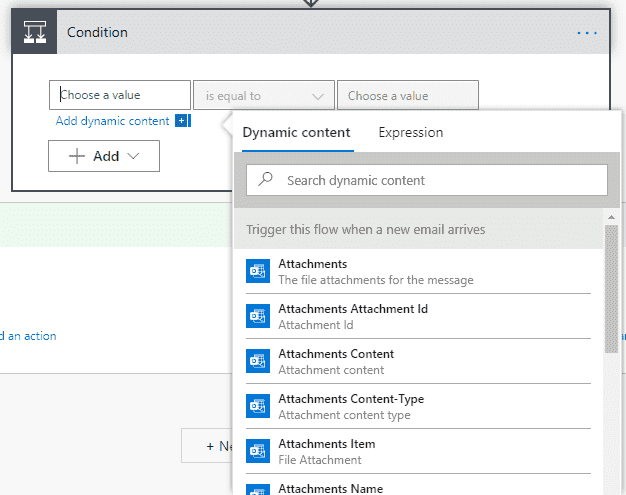 Condition
Choose a value
is equal to
Choose a value
Add dynamic content
Add
Dynamic content
Expression
Search dynamic content
Trigger this flow when a new email arrives
Attachments
The file attachments for the message
Attachments Attachment Id
Attachment Id
Attachments Content
Attachment content
Attachments Content-Type
Attachment content type
Attachments Item
File Attachment
Attachments Name
d an action
+ Ne